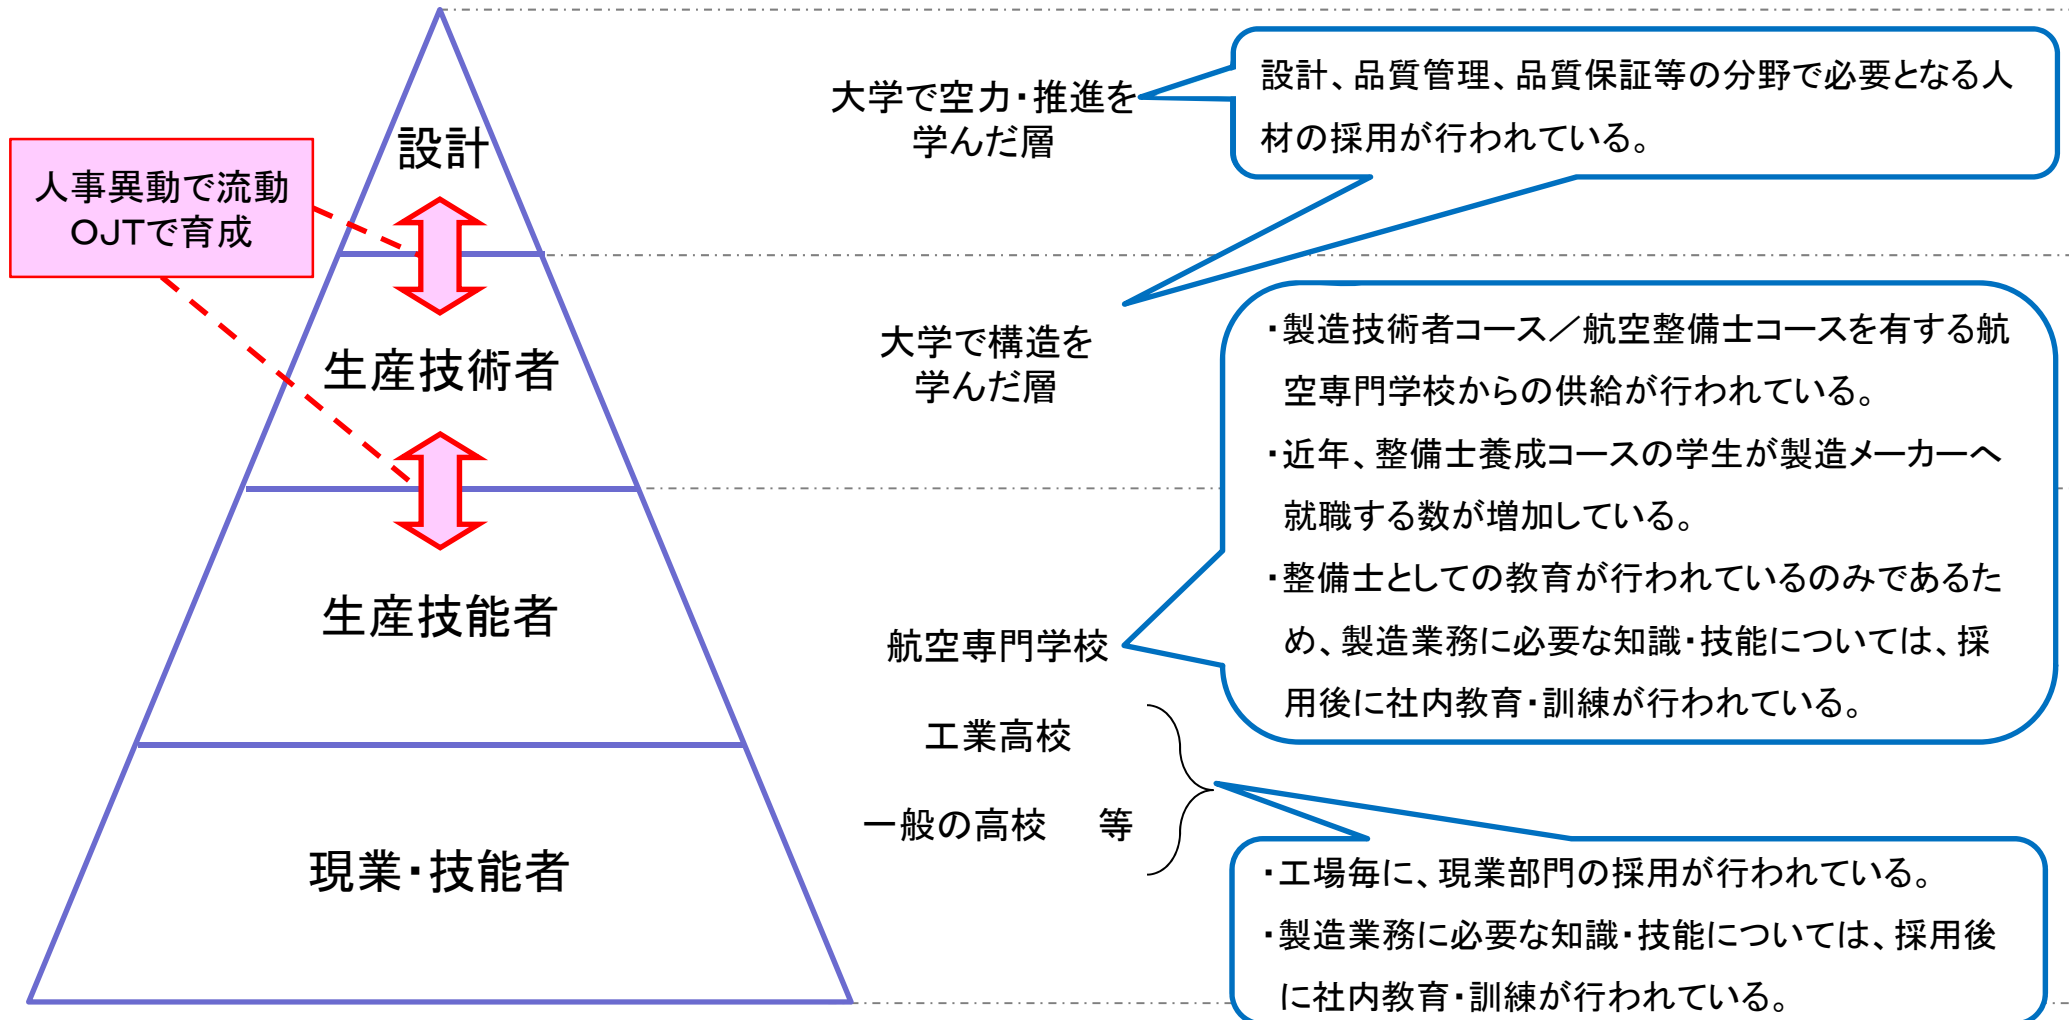 設計
人事異動で流動
OJTで育成
生産技術者
生産技能者
現業・技能者
大学で空力・推進を
学んだ層
大学で構造を
学んだ層
航空専門学校
工業高校
一般の高校　等
設計、品質管理、品質保証等の分野で必要となる人
材の採用が行われている。
・製造技術者コース／航空整備士コースを有する航
空専門学校からの供給が行われている。
・近年、整備士養成コースの学生が製造メーカーへ
就職する数が増加している。
・整備士としての教育が行われているのみであるた
め、製造業務に必要な知識・技能については、採
用後に社内教育・訓練が行われている。
・工場毎に、現業部門の採用が行われている。
・製造業務に必要な知識・技能については、採用後
に社内教育・訓練が行われている。